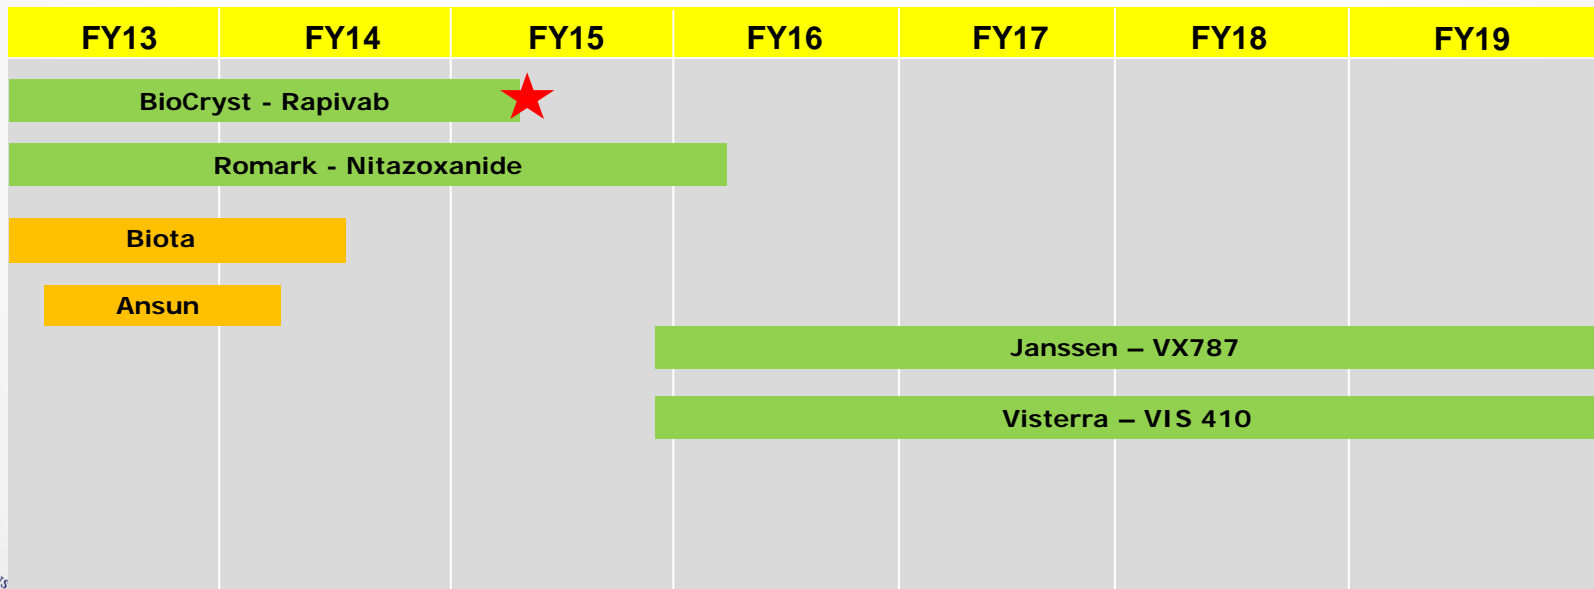 FY13 FY14 FY15 FY16 FY17 FY18 FY19
BioCryst - Rapivab
Romark - Nitazoxanide
Biota
Ansun
Janssen – VX787
Visterra – VIS 410